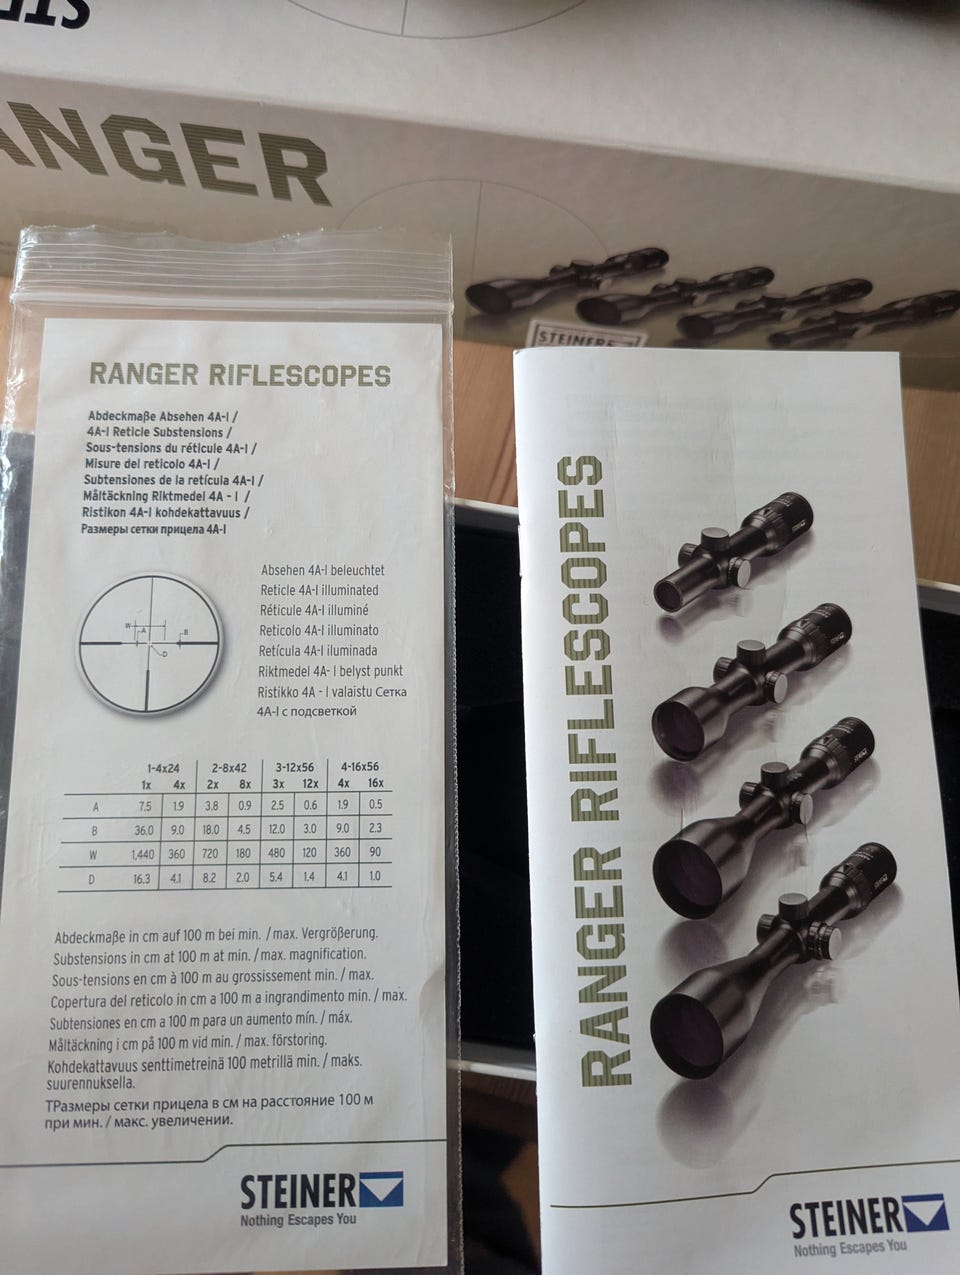 ANGER
STEINER
RANGER RIFLESCOPES
Abdeckmaße Absehen 4A-I /
4A-I Reticle Substensions /
Sous-tensions du réticule 4A-I /
Misure del reticolo 4A-I /
Subtensiones de la retícula 4A-I /
Måltäckning Riktmedel 4A - I /
Ristikon 4A-I kohdekattavuus /
Размеры сетки прицела 4A-I
W
A
B
D
Absehen 4A-I beleuchtet
Reticle 4A-I illuminated
Réticule 4A-I illuminé
Reticolo 4A-I illuminato
Retícula 4A-I iluminada
Riktmedel 4A- I belyst punkt
Ristikko 4A - I valaistu Сетка
4A-I с подсветкой
1-4x24 2-8x42 3-12x56 4-16x56
1x 4x 2x 8x 3x 12x 4x 16x
A 7.5 1.9 3.8 0.9 2.5 0.6 1.9 0.5
B 36.0 9.0 18.0 4.5 12.0 3.0 9.0 2.3
W 1,440 360 720 180 480 120 360 90
D 16.3 4.1 8.2 2.0 5.4 1.4 4.1 1.0
Abdeckmaße in cm auf 100 m bei min. / max. Vergrößerung.
Substensions in cm at 100 m at min. / max. magnification.
Sous-tensions en cm à 100 m au grossissement min. / max.
Copertura del reticolo in cm a 100 m a ingrandimento min. / max.
Subtensiones en cm a 100 m para un aumento mín. / máx.
Måltäckning i cm på 100 m vid min. / max. förstoring.
Kohdekattavuus senttimetreinä 100 metrillä min. / maks.
suurennuksella.
TРазмеры сетки прицела в см на расстояние 100 м
при мин. / макс. увеличении.
STEINER
Nothing Escapes You
RANGER RIFLESCOPES
STEINER
Nothing Escapes You